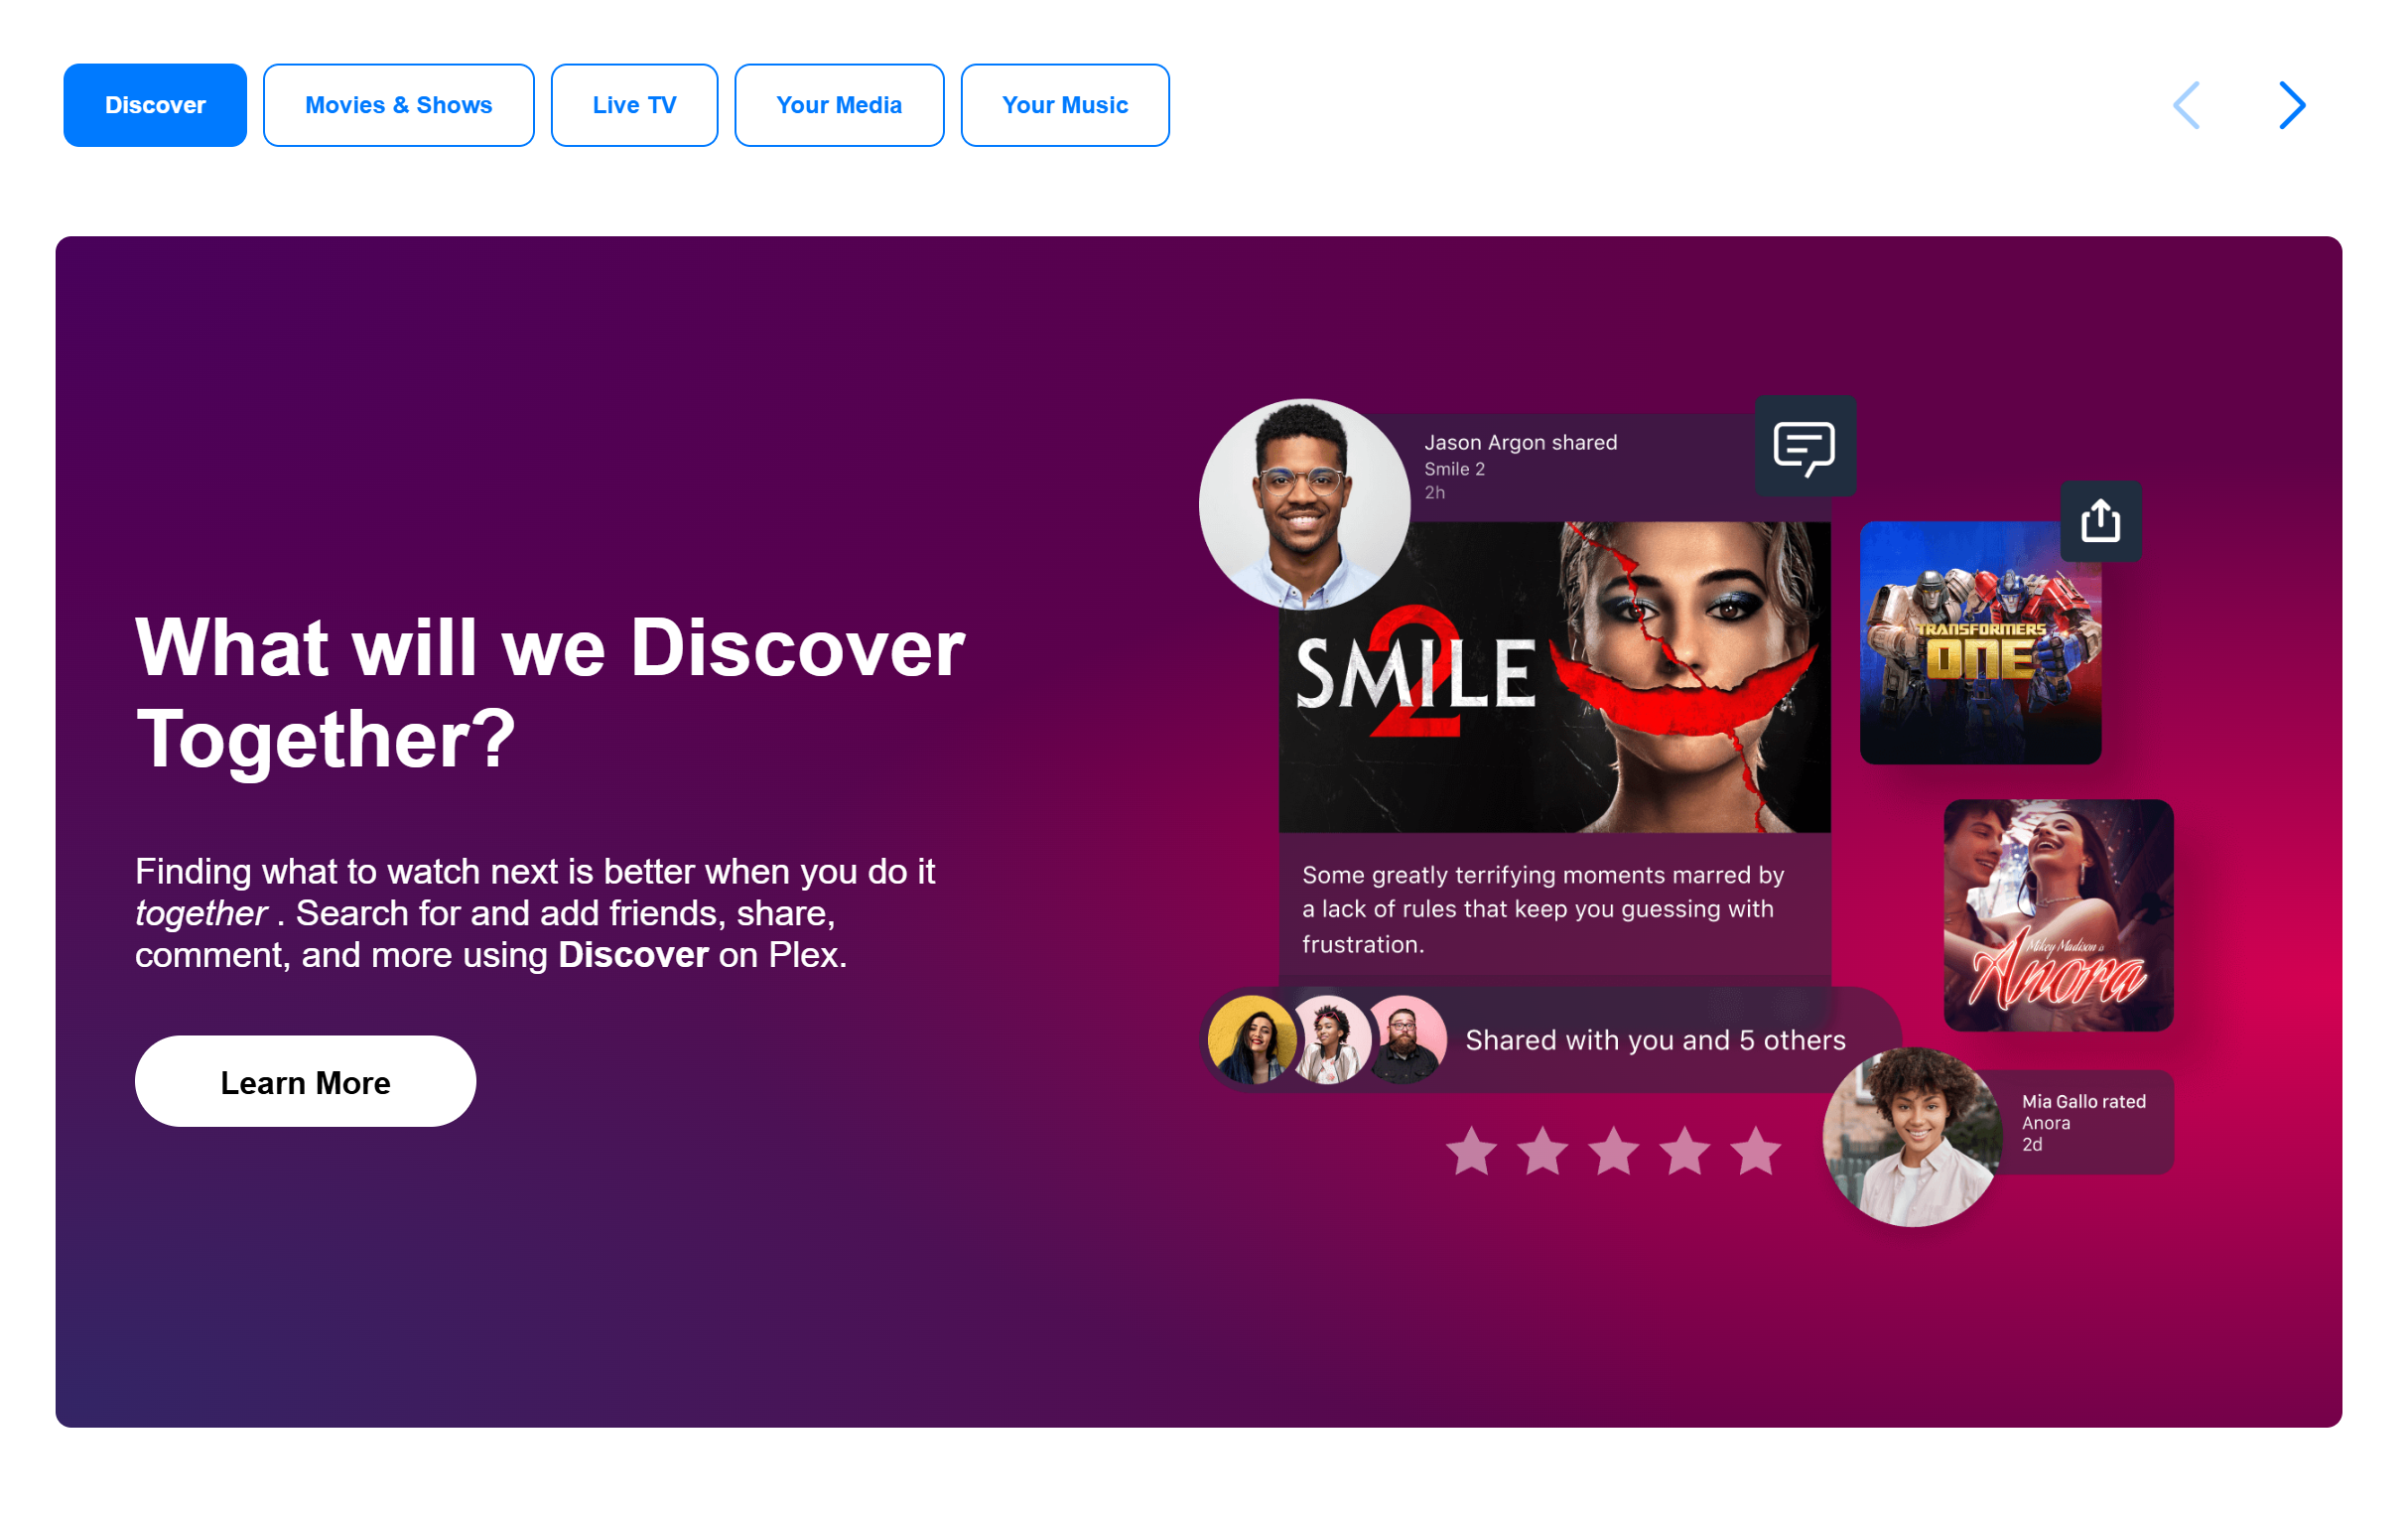 Discover
Movies & Shows
Live TV
Your Media
Your Music
What will we Discover
Together?
Finding what to watch next is better when you do it
together . Search for and add friends, share,
comment, and more using Discover on Plex.
Learn More
Jason Argon shared
Smile 2
2h
SMILE 2
TRANSFORMERS
ONE
Some greatly terrifying moments marred by
a lack of rules that keep you guessing with
frustration.
Mikey Madison is
Anora
Shared with you and 5 others
Mia Gallo rated
Anora
2d